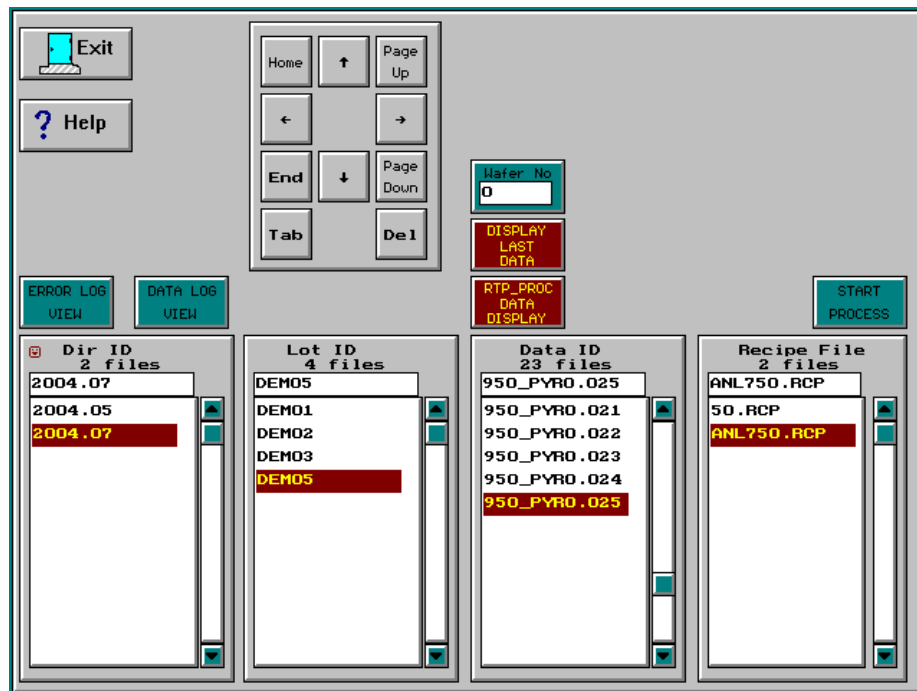 Exit
Help
Home
↑
Page Up
←
→
End
↓
Page Down
Tab
Del
Wafer No
0
DISPLAY
LAST
DATA
ERROR LOG
VIEW
DATA LOG
VIEW
RTP_PROC
DATA
DISPLAY
START
PROCESS
Dir ID
2 files
2004.07
2004.05
2004.07
Lot ID
4 files
DEMO5
DEMO1
DEMO2
DEMO3
DEMO5
Data ID
23 files
950_PYRO.025
950_PYRO.021
950_PYRO.022
950_PYRO.023
950_PYRO.024
950_PYRO.025
Recipe File
2 files
ANL750.RCP
50.RCP
ANL750.RCP